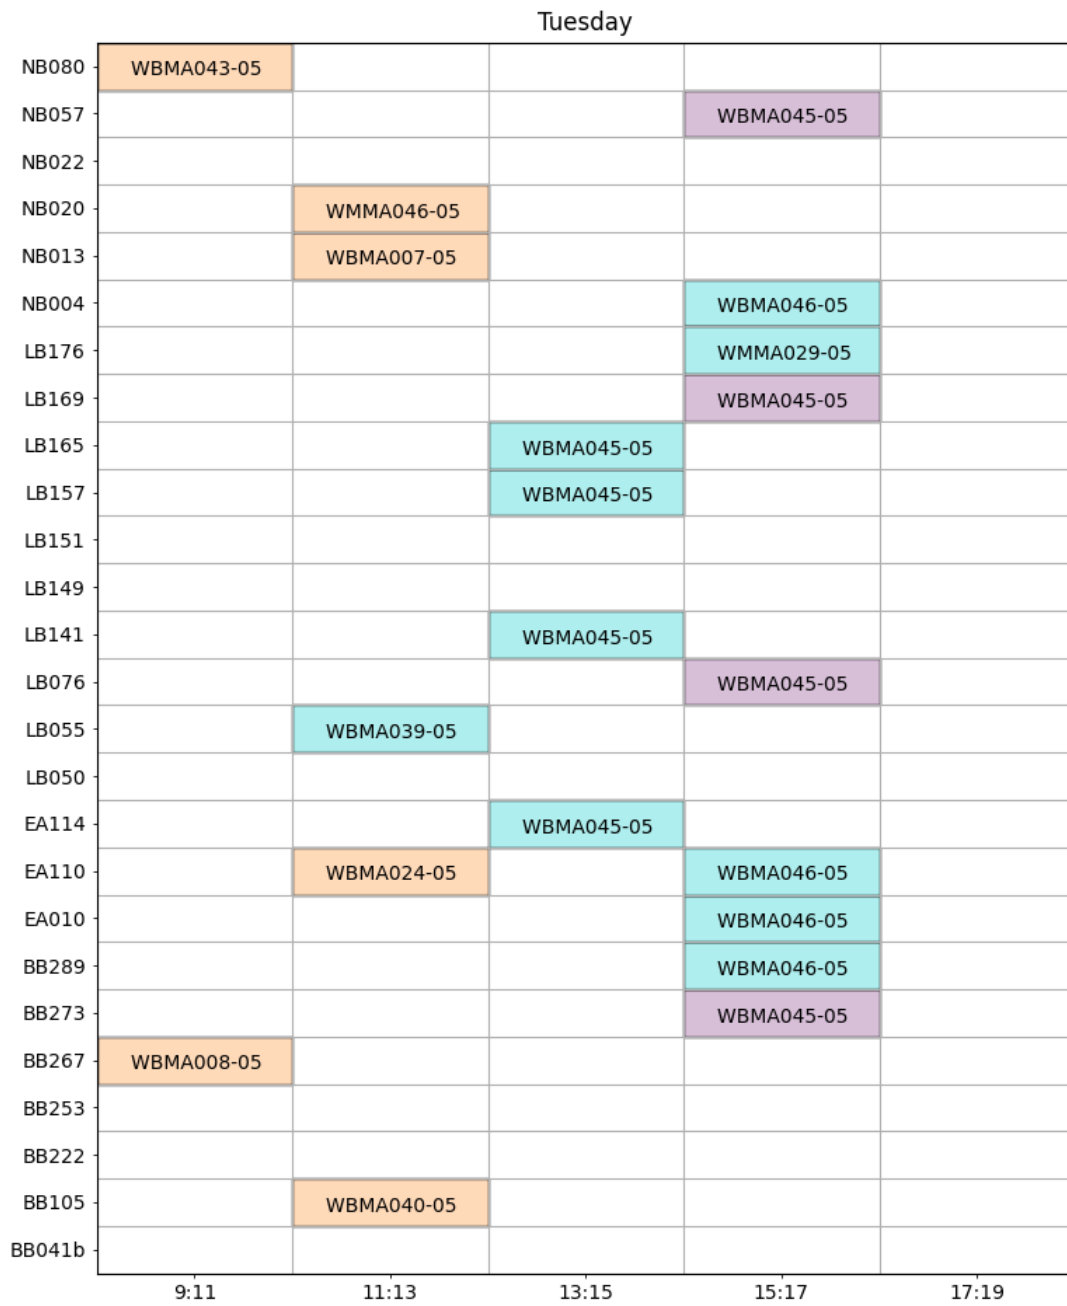 Tuesday
NB080 WBMA043-05
NB057 WBMA045-05
NB022
NB020 WMMA046-05
NB013 WBMA007-05
NB004 WBMA046-05
LB176 WMMA029-05
LB169 WBMA045-05
LB165 WBMA045-05
LB157 WBMA045-05
LB151
LB149
LB141 WBMA045-05
LB076 WBMA045-05
LB055 WBMA039-05
LB050
EA114 WBMA045-05
EA110 WBMA024-05 WBMA046-05
EA010 WBMA046-05
BB289 WBMA046-05
BB273 WBMA045-05
BB267 WBMA008-05
BB253
BB222
BB105 WBMA040-05
BB041b
9:11 11:13 13:15 15:17 17:19